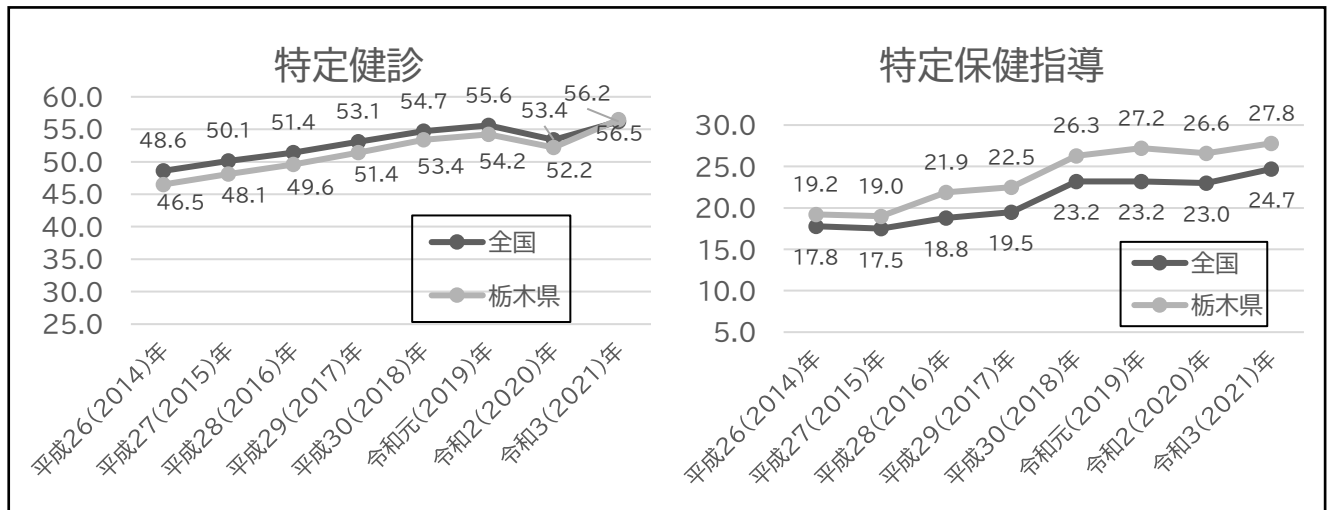 特定健診
60.0
55.0
50.0
45.0
40.0
35.0
30.0
25.0
48.6
50.1
51.4
53.1
54.7
55.6
53.4
56.2
46.5
48.1
49.6
51.4
53.4
54.2
52.2
56.5
全国
栃木県
平成26(2014)年
平成27(2015)年
平成28(2016)年
平成29(2017)年
平成30(2018)年
令和元(2019)年
令和2(2020)年
令和3(2021)年
特定保健指導
30.0
25.0
20.0
15.0
10.0
5.0
19.2
19.0
21.9
22.5
26.3
27.2
26.6
27.8
17.8
17.5
18.8
19.5
23.2
23.2
23.0
24.7
全国
栃木県
平成26(2014)年
平成27(2015)年
平成28(2016)年
平成29(2017)年
平成30(2018)年
令和元(2019)年
令和2(2020)年
令和3(2021)年